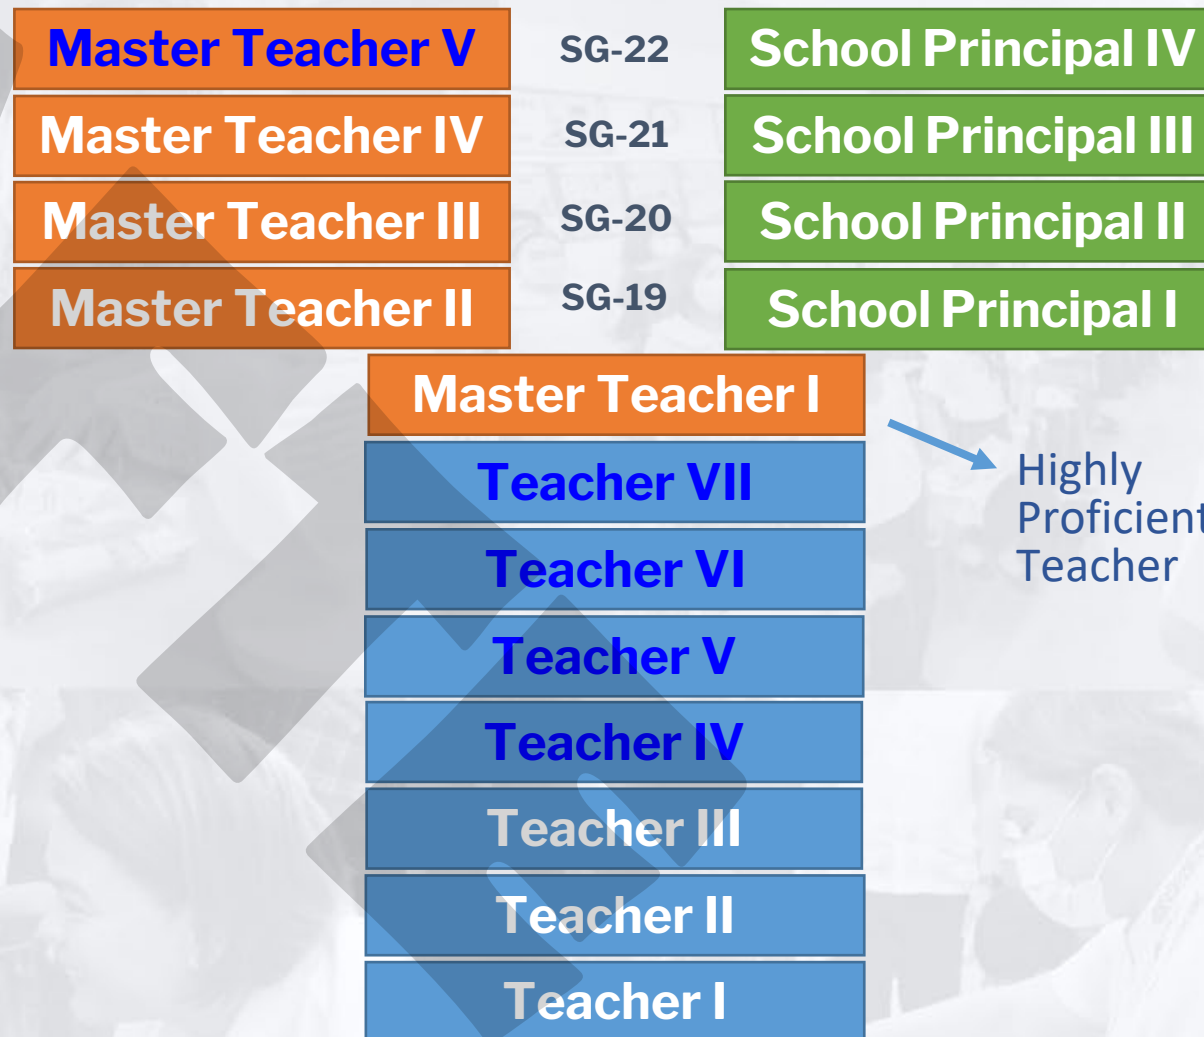 Master Teacher V SG-22 School Principal IV
Master Teacher IV SG-21 School Principal III
Master Teacher III SG-20 School Principal II
Master Teacher II SG-19 School Principal I
Master Teacher I
Teacher VII
Highly
Proficient
Teacher
Teacher VI
Teacher V
Teacher IV
Teacher III
Teacher II
Teacher I